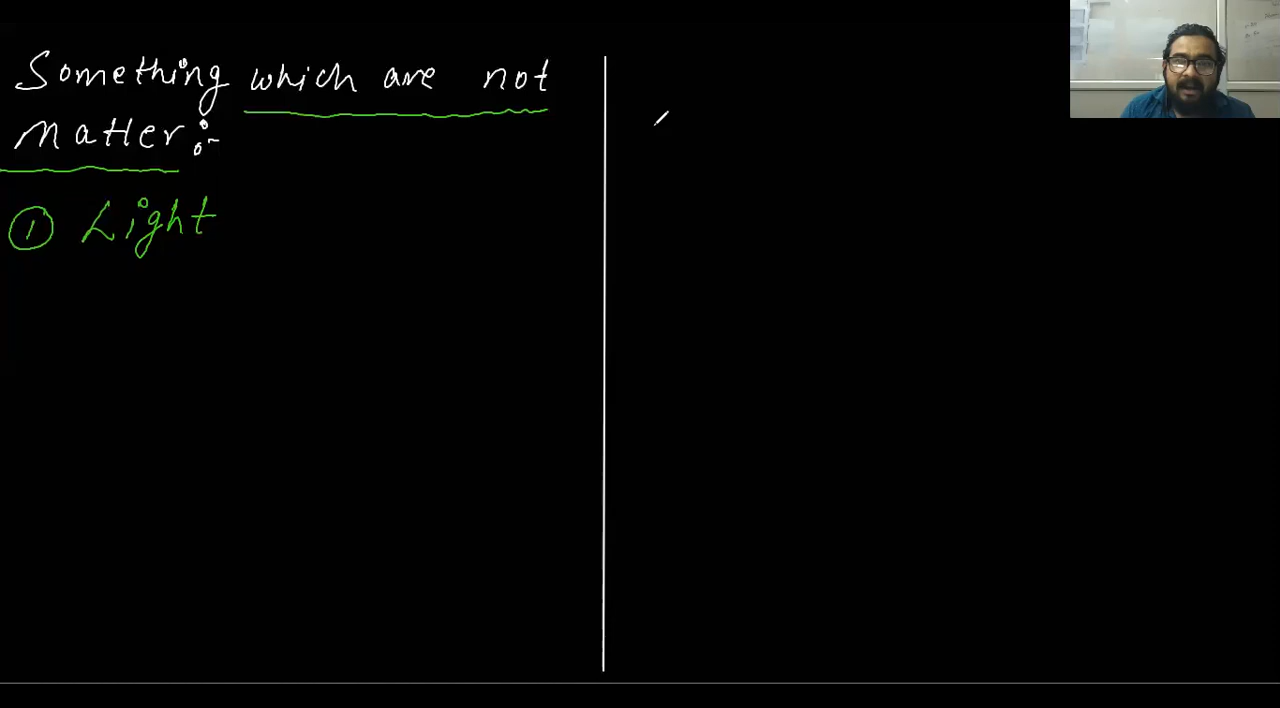 Something which are not
Matter :-
① Light